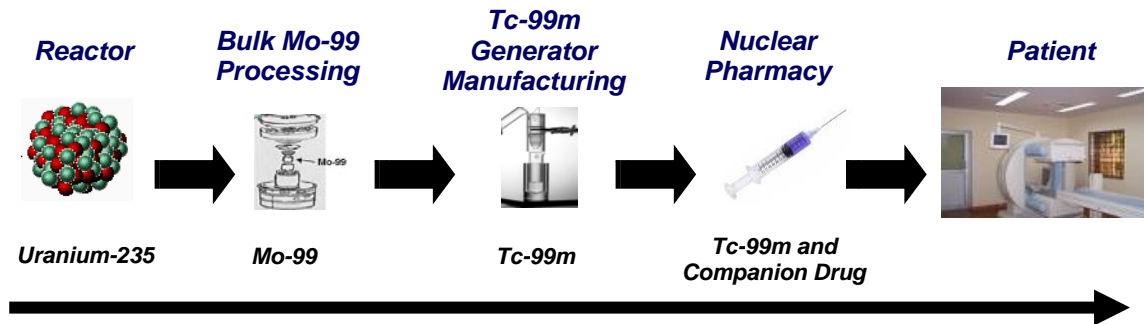 Reactor
Bulk Mo-99
Processing
Tc-99m
Generator
Manufacturing
Nuclear
Pharmacy
Patient
Mo-99
Uranium-235
Mo-99
Tc-99m
Tc-99m and
Companion Drug